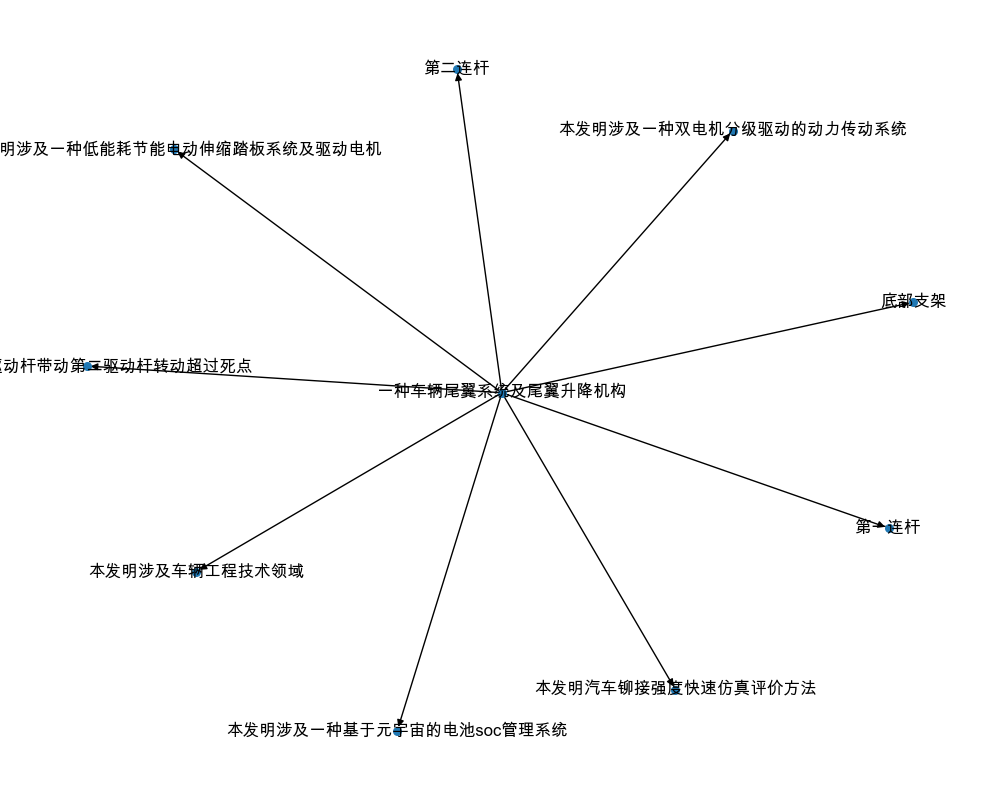 第二连杆
本发明涉及一种双电机分级驱动的动力传动系统
明涉及一种低能耗节能电动伸缩踏板系统及驱动电机
底部支架
动杆带动第二驱动杆转动超过死点
一种车辆尾翼系统及尾翼升降机构
第一连杆
本发明涉及车辆工程技术领域
本发明汽车铆接强度快速仿真评价方法
本发明涉及一种基于元宇宙的电池soc管理系统